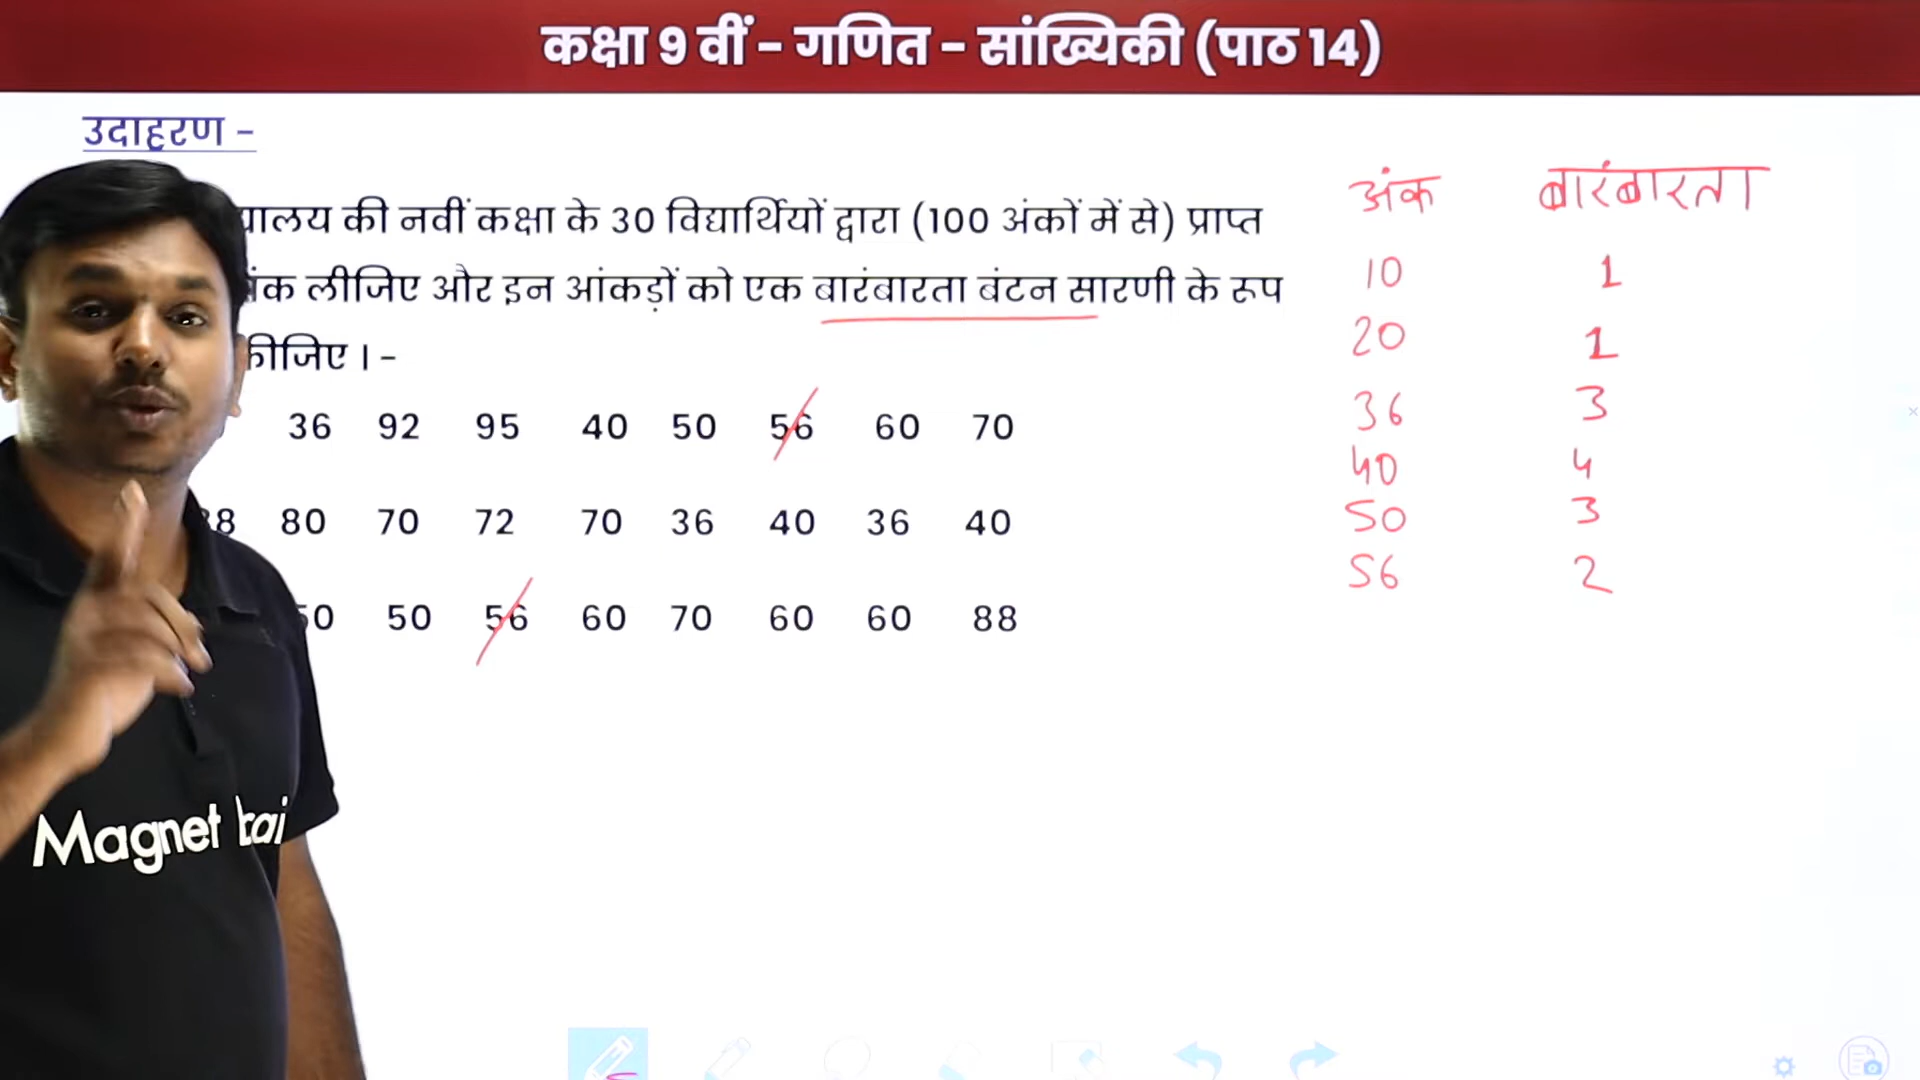 कक्षा 9 वीं - गणित - सांख्यिकी (पाठ 14)
उदाहरण -
की नवीं कक्षा के 30 विद्यार्थियों द्वारा (100 अंकों में से) प्राप्त
लीजिए और इन आंकड़ों को एक बारंबारता बंटन सारणी के रूप
। -
36 92 95 40 50 56 60 70
80 70 72 70 36 40 36 40
50 56 60 70 60 60 88
अंक बारंबारता
10 1
20 1
36 3
40 4
50 3
56 2
Magnet